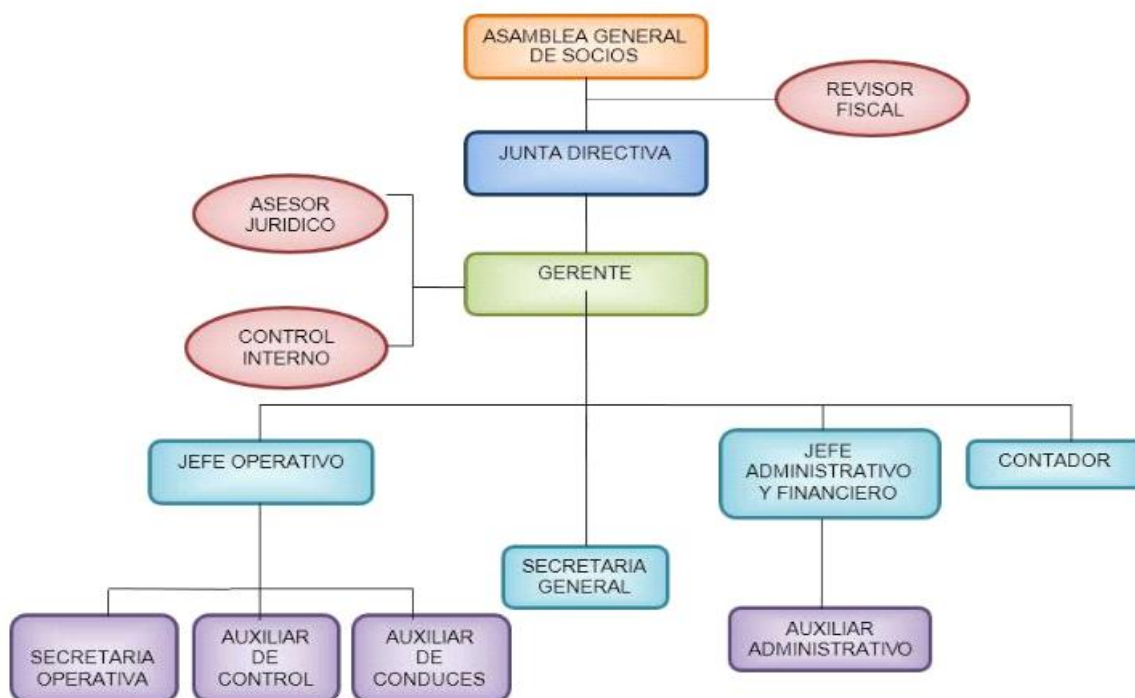 ASAMBLEA GENERAL
DE SOCIOS
REVISOR
FISCAL
JUNTA DIRECTIVA
ASESOR
JURIDICO
GERENTE
CONTROL
INTERNO
JEFE OPERATIVO
JEFE
ADMINISTRATIVO
Y FINANCIERO
CONTADOR
SECRETARIA
GENERAL
SECRETARIA
OPERATIVA
AUXILIAR
DE
CONTROL
AUXILIAR
DE
CONDUCES
AUXILIAR
ADMINISTRATIVO